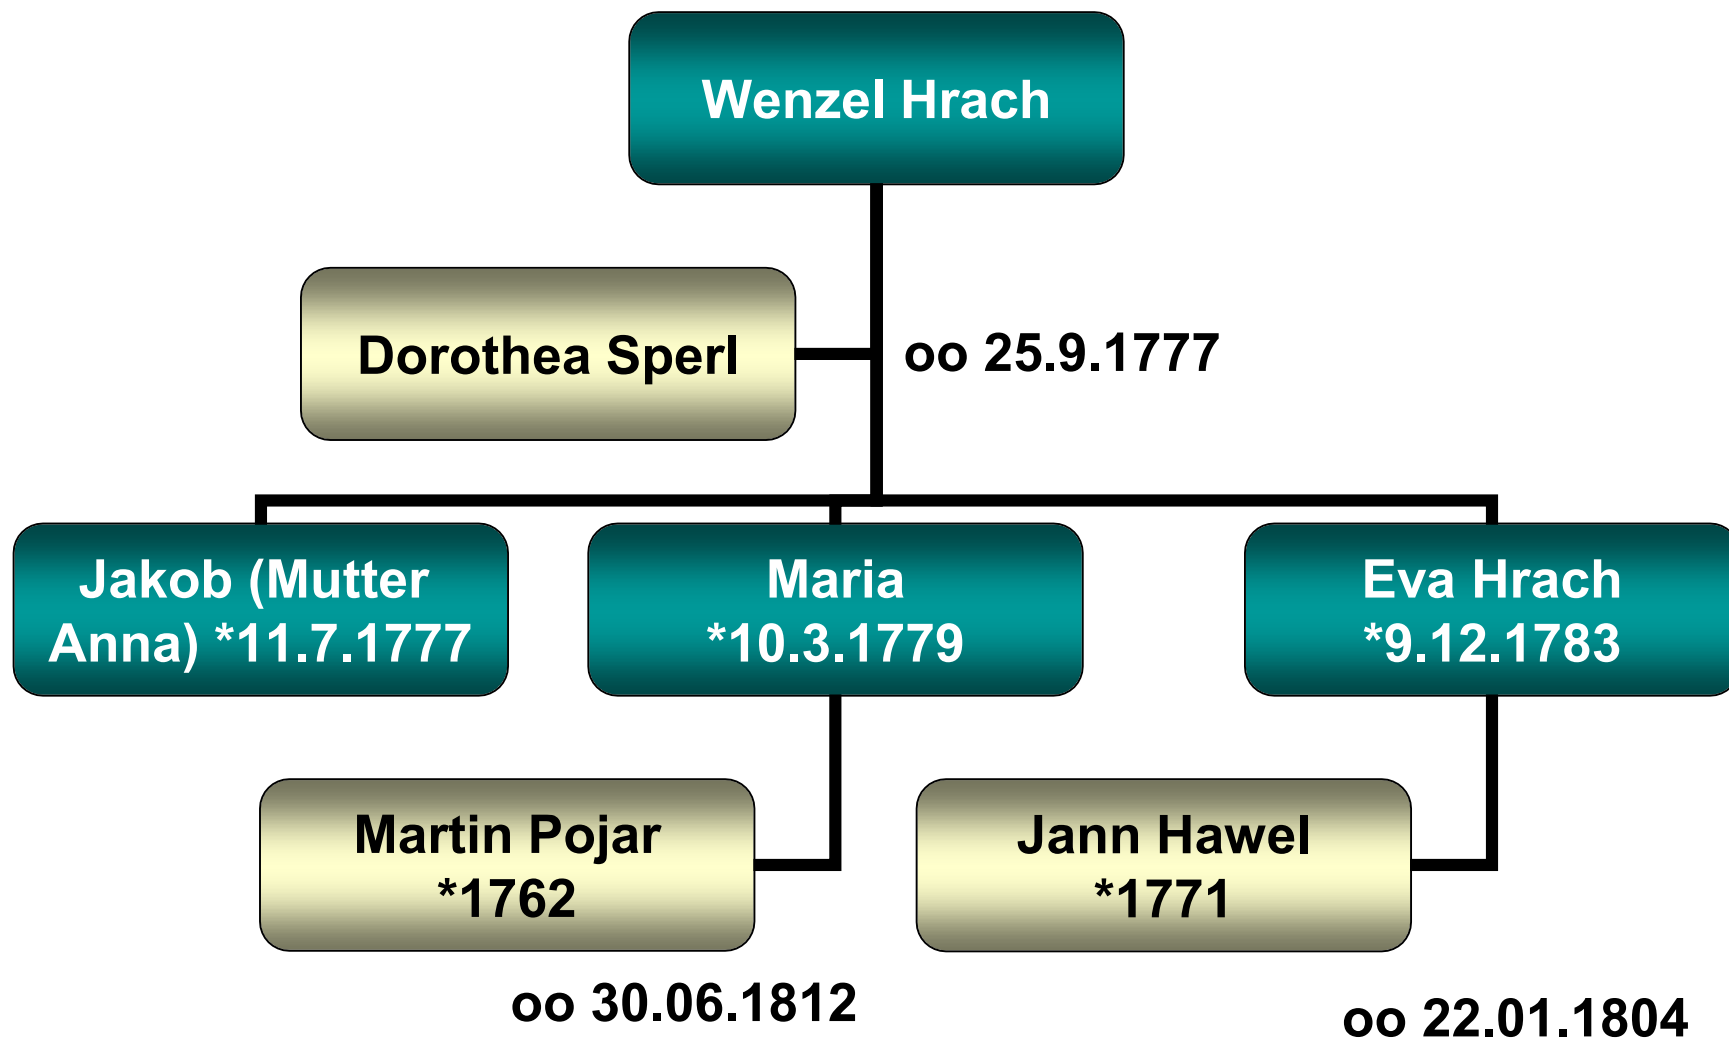 Wenzel Hrach
Dorothea Sperl
oo 25.9.1777
Jakob (Mutter
Anna) *11.7.1777
Maria
*10.3.1779
Eva Hrach
*9.12.1783
Martin Pojar
*1762
Jann Hawel
*1771
oo 30.06.1812
oo 22.01.1804